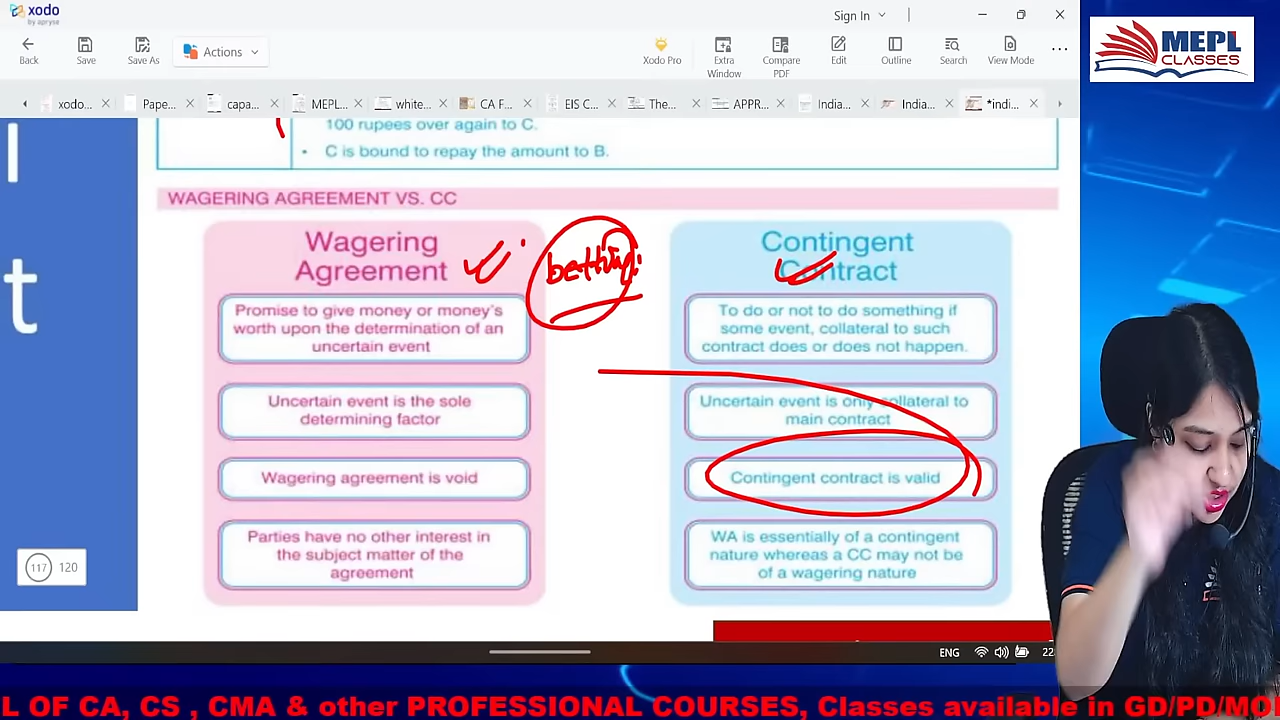 xodo
by apryse
Sign In
Back
Save
Save As
Actions
Xodo Pro
Extra Window
Compare PDF
Edit
Outline
Search
View Mode
MEPL
CLASSES
xodo...
Pape...
capa...
MEPL...
white...
CA F...
EIS C...
The...
APPR...
India...
India...
*indi...
l
t
100 rupees over again to C.
• C is bound to repay the amount to B.
WAGERING AGREEMENT VS. CC
Wagering
Agreement
betting
Promise to give money or money's
worth upon the determination of an
uncertain event
Uncertain event is the sole
determining factor
Wagering agreement is void
Parties have no other interest in
the subject matter of the
agreement
Contingent
Contract
To do or not to do something if
some event, collateral to such
contract does or does not happen.
Uncertain event is only collateral to
main contract
Contingent contract is valid
WA is essentially of a contingent
nature whereas a CC may not be
of a wagering nature
117 120
ENG
22
L OF CA, CS , CMA & other PROFESSIONAL COURSES, Classes available in GD/PD/MO